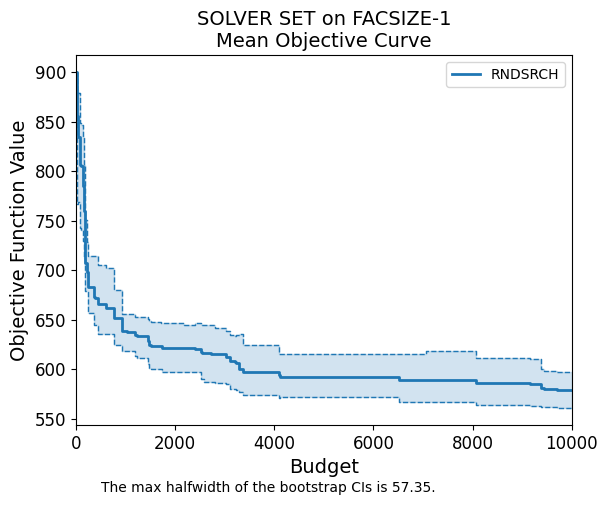 SOLVER SET on FACSIZE-1
Mean Objective Curve
RNDSRCH
Objective Function Value
900
850
800
750
700
650
600
550
0
2000
4000
6000
8000
10000
Budget
The max halfwidth of the bootstrap CIs is 57.35.